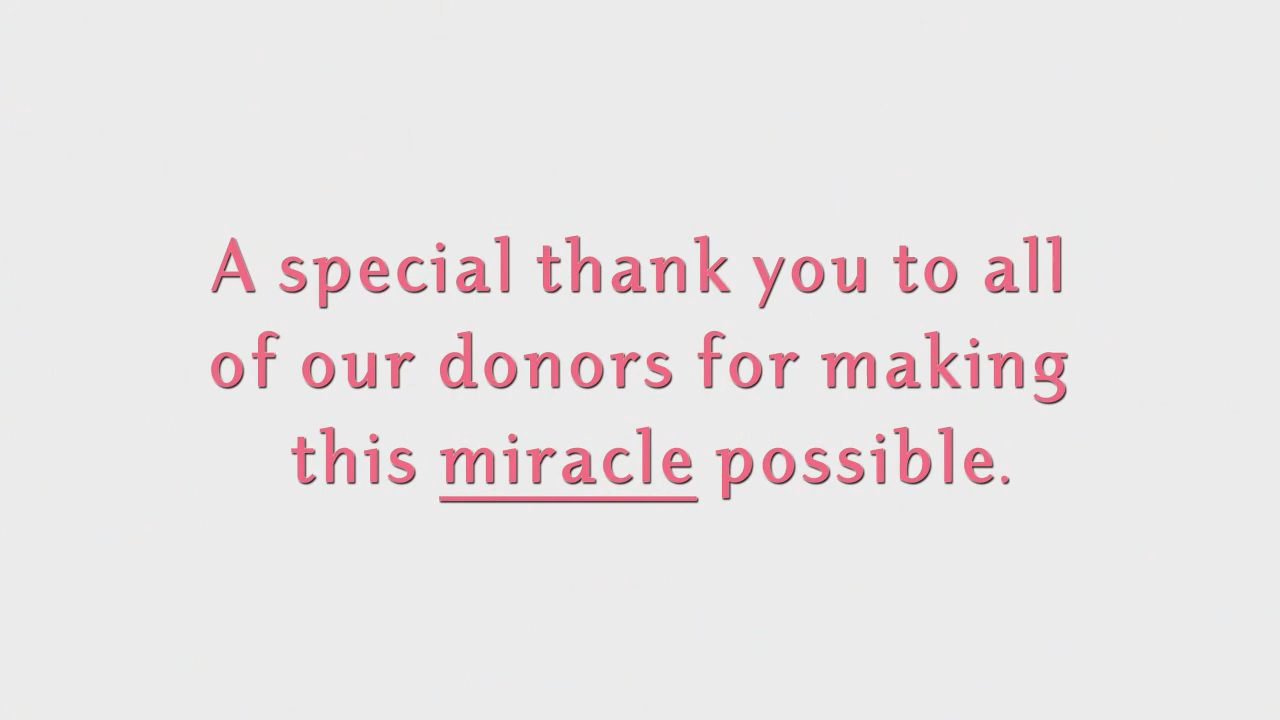 A special thank you to all
of our donors for making
this miracle possible.